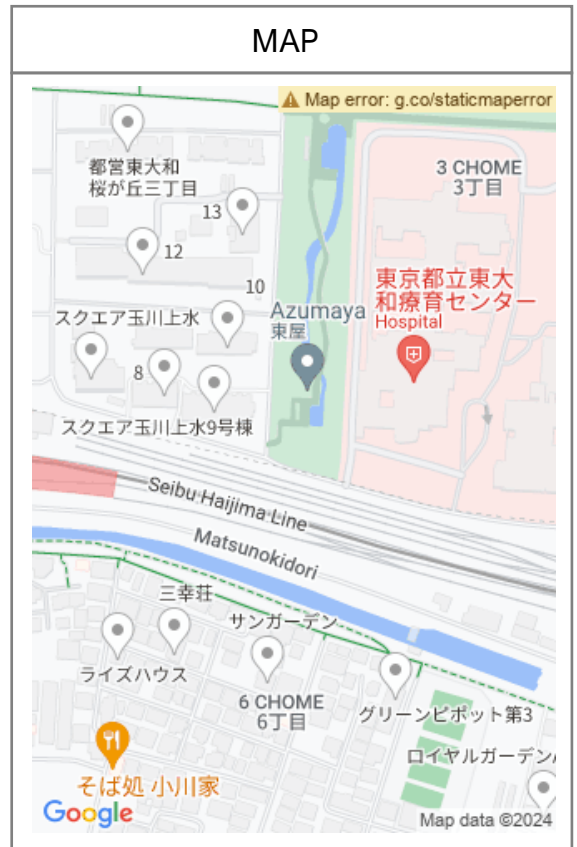 MAP
Map error: g.co/staticmaperror
都営東大和
桜が丘三丁目
3 CHOME
3丁目
13
12
10
東京都立東大
和療育センター
Hospital
Azumaya
東屋
スクエア玉川上水
8
スクエア玉川上水9号棟
Seibu Haijima Line
Matsunokidori
三幸荘
サンガーデン
ライズハウス
6 CHOME
6丁目
グリーンピボット第3
ロイヤルガーデン
そば処 小川家
Google
Map data ©2024